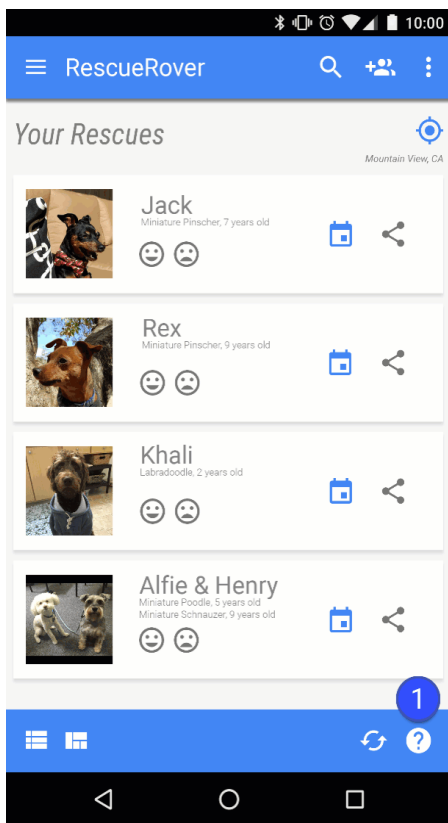 10:00
RescueRover
Your Rescues
Mountain View, CA
Jack
Miniature Pinscher, 7 years old
Rex
Miniature Pinscher, 9 years old
Khali
Labradoodle, 2 years old
Alfie & Henry
Miniature Poodle, 5 years old
Miniature Schnauzer, 9 years old
1